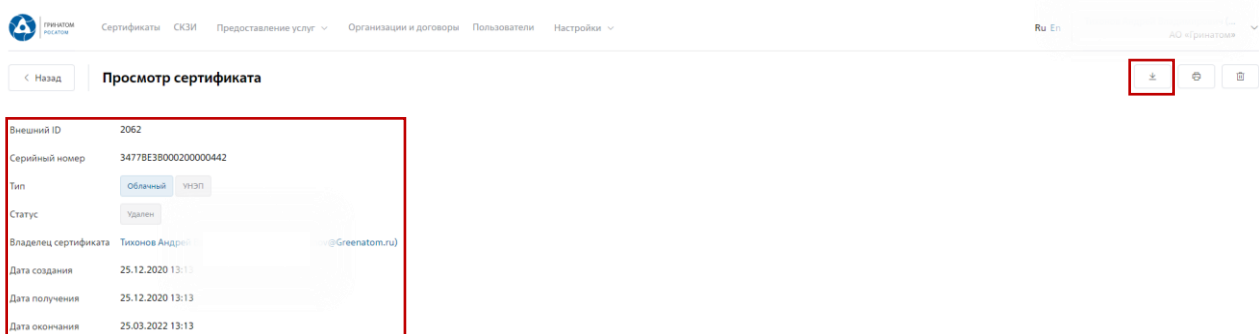 ГРИНАТОМ
РОСАТОМ
Сертификаты СКЗИ Предоставление услуг Организации и договоры Пользователи Настройки Ru En
АО «Гринатом»
Назад Просмотр сертификата
Внешний ID 2062
Серийный номер 3477BE3B000200000442
Тип Облачный УНЭП
Статус Удален
Владелец сертификата Тихонов Андрей @Greenatom.ru)
Дата создания 25.12.2020 13:13
Дата получения 25.12.2020 13:13
Дата окончания 25.03.2022 13:13